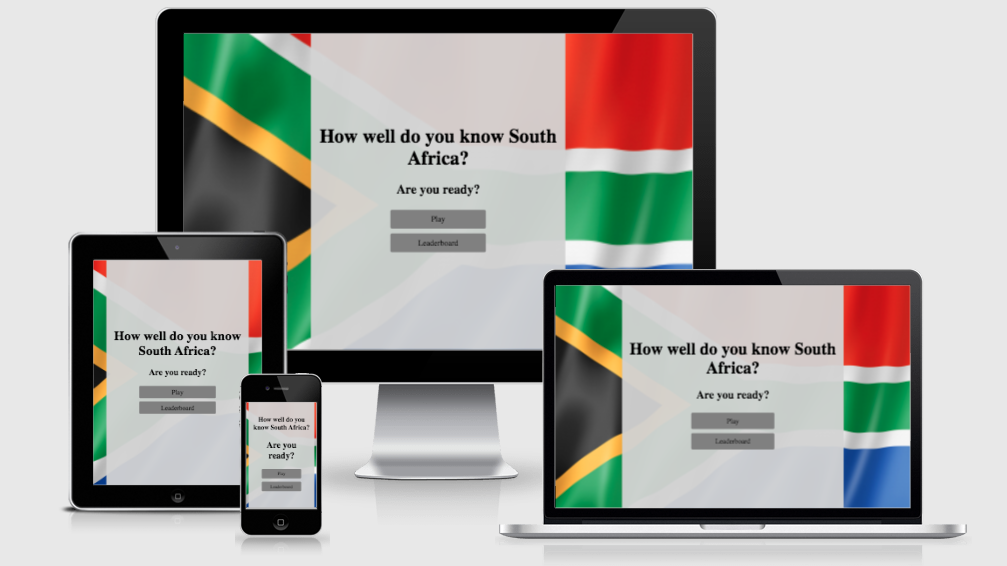 How well do you know South
Africa?
Are you ready?
Play
Leaderboard
How well do you know
South Africa?
Are you ready?
Play
Leaderboard
How well do you
know South Africa?
Are you
ready?
Play
Leaderboard
How well do you know South
Africa?
Are you ready?
Play
Leaderboard